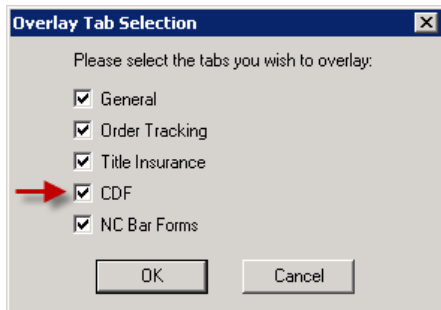 Overlay Tab Selection
Please select the tabs you wish to overlay:
General
Order Tracking
Title Insurance
CDF
NC Bar Forms
OK Cancel